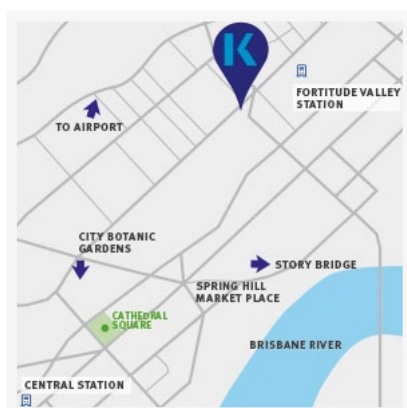 K
FORTITUDE VALLEY
STATION
TO AIRPORT
CITY BOTANIC
GARDENS
STORY BRIDGE
SPRING HILL
MARKET PLACE
CATHEDRAL
SQUARE
BRISBANE RIVER
CENTRAL STATION